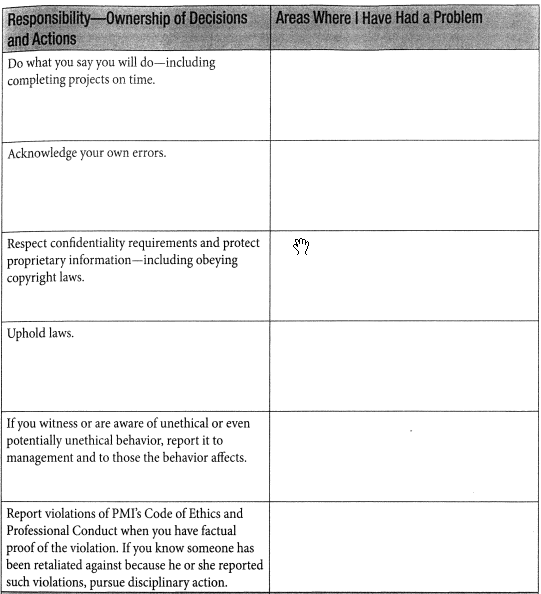 Responsibility—Ownership of Decisions
and Actions
Areas Where I Have Had a Problem
Do what you say you will do—including
completing projects on time.
Acknowledge your own errors.
Respect confidentiality requirements and protect
proprietary information—including obeying
copyright laws.
Uphold laws.
If you witness or are aware of unethical or even
potentially unethical behavior, report it to
management and to those the behavior affects.
Report violations of PMI's Code of Ethics and
Professional Conduct when you have factual
proof of the violation. If you know someone has
been retaliated against because he or she reported
such violations, pursue disciplinary action.